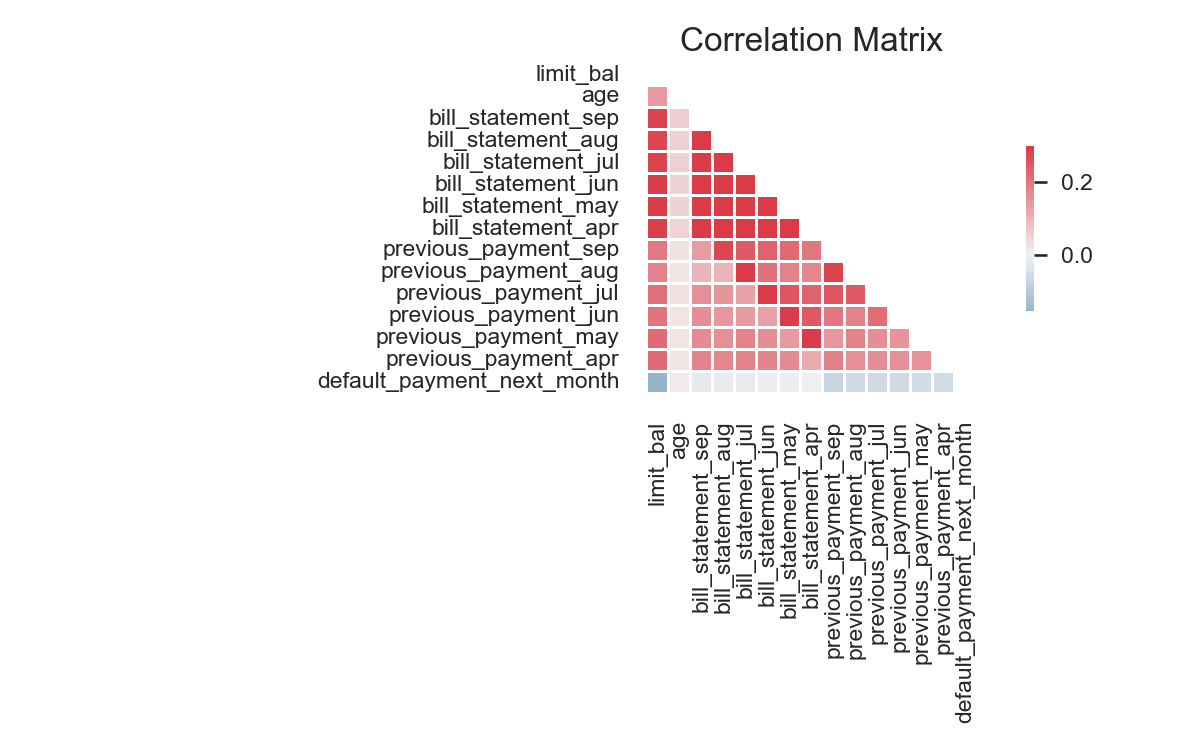 Correlation Matrix
limit_bal
age
bill_statement_sep
bill_statement_aug
bill_statement_jul
bill_statement_jun
bill_statement_may
bill_statement_apr
previous_payment_sep
previous_payment_aug
previous_payment_jul
previous_payment_jun
previous_payment_may
previous_payment_apr
default_payment_next_month
0.2
0.0
limit_bal
age
bill_statement_sep
bill_statement_aug
bill_statement_jul
bill_statement_jun
bill_statement_may
bill_statement_apr
previous_payment_sep
previous_payment_aug
previous_payment_jul
previous_payment_jun
previous_payment_may
previous_payment_apr
default_payment_next_month